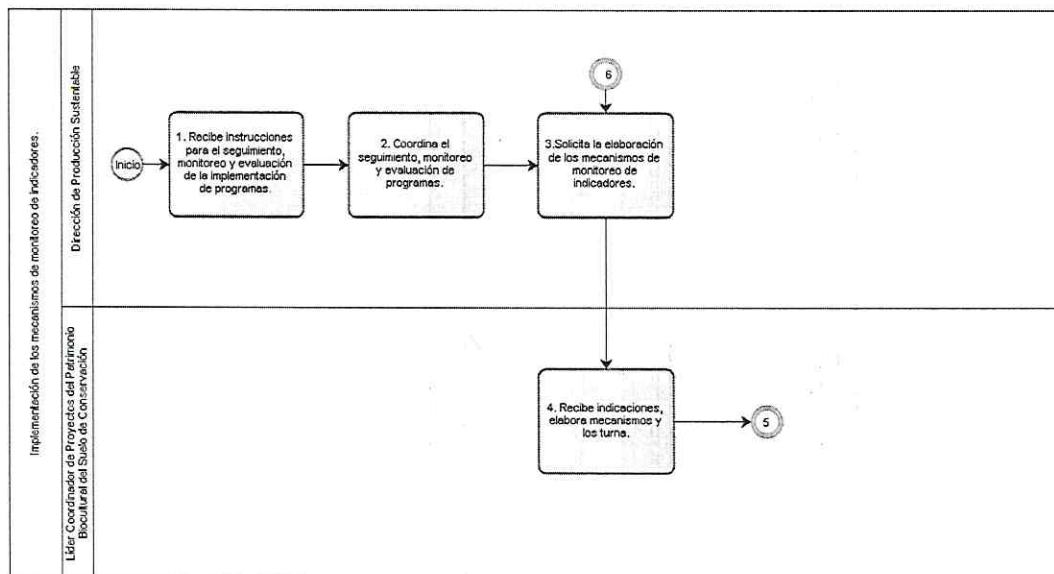 Implementación de los mecanismos de monitoreo de indicadores.
Dirección de Producción Sustentable
Inicio
1. Recibe instrucciones
para el seguimiento,
monitoreo y evaluación
de la implementación
de programas.
2. Coordina el
seguimiento, monitoreo
y evaluación de
programas.
6
3.Solicita la elaboración
de los mecanismos de
monitoreo de
indicadores.
Líder Coordinador de Proyectos del Patrimonio
Biocultural del Suelo de Conservación
4. Recibe indicaciones,
elabora mecanismos y
los turna.
5